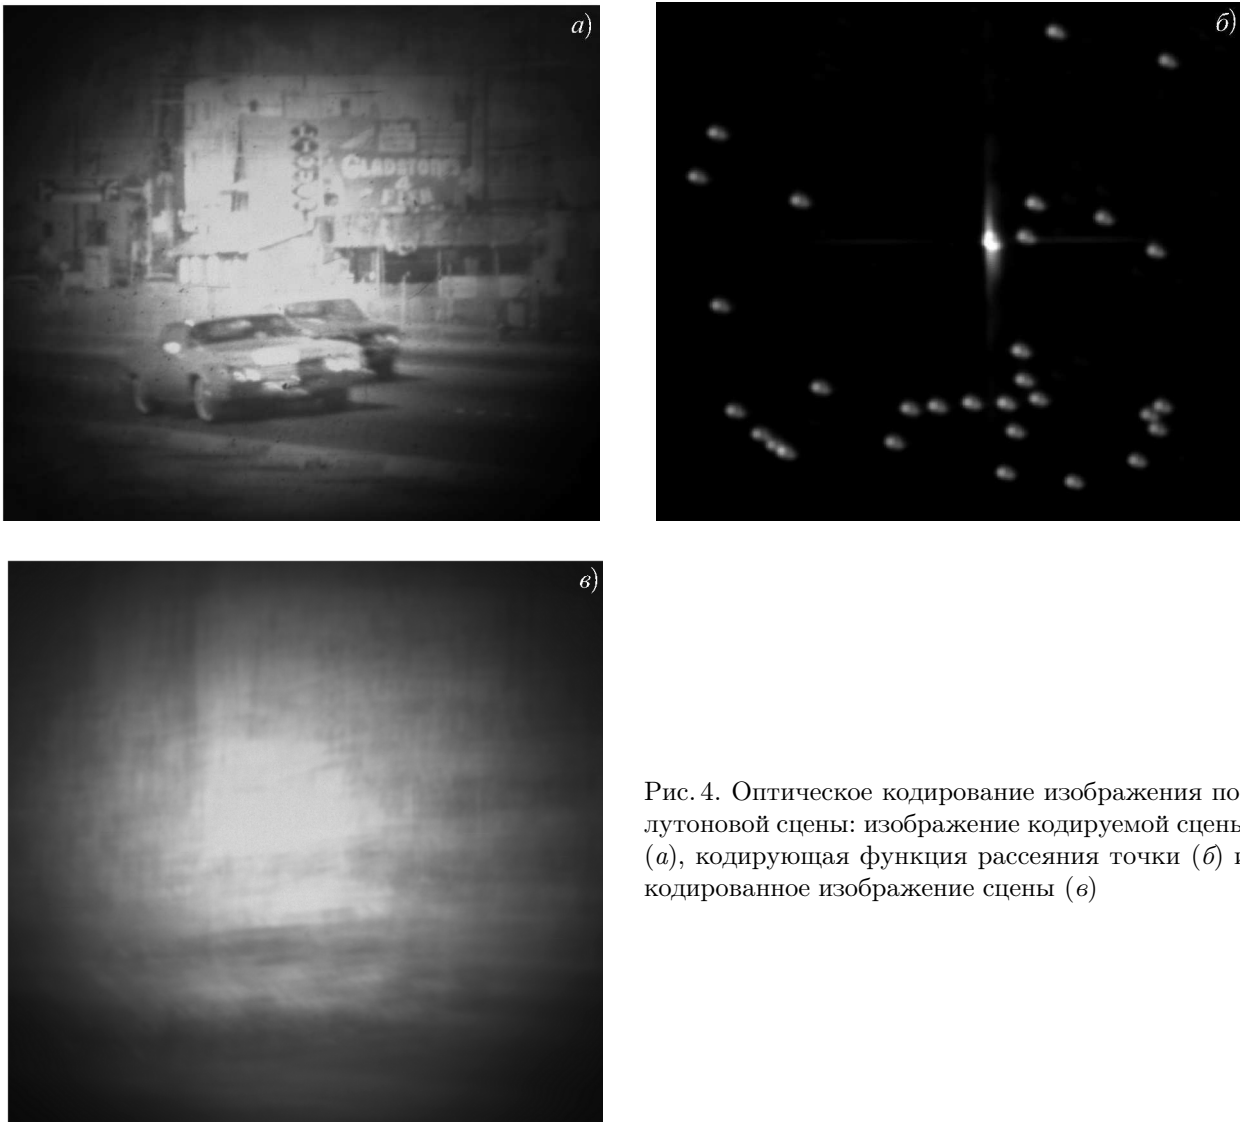 а)
б)
GLADSTONE'S
4
в)
Рис. 4. Оптическое кодирование изображения по-
лутоновой сцены: изображение кодируемой сцены
(а), кодирующая функция рассеяния точки (б) и
кодированное изображение сцены (в)